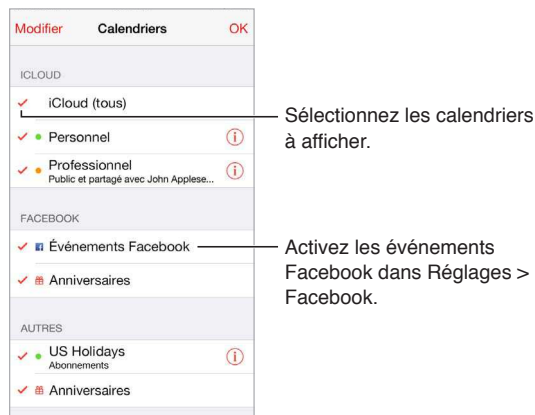 Modifier Calendriers OK
ICLOUD
iCloud (tous)
Sélectionnez les calendriers
à afficher.
Personnel
Professionnel
Public et partagé avec John Applese...
FACEBOOK
Événements Facebook
Activez les événements
Facebook dans Réglages >
Facebook.
Anniversaires
AUTRES
US Holidays
Abonnements
Anniversaires